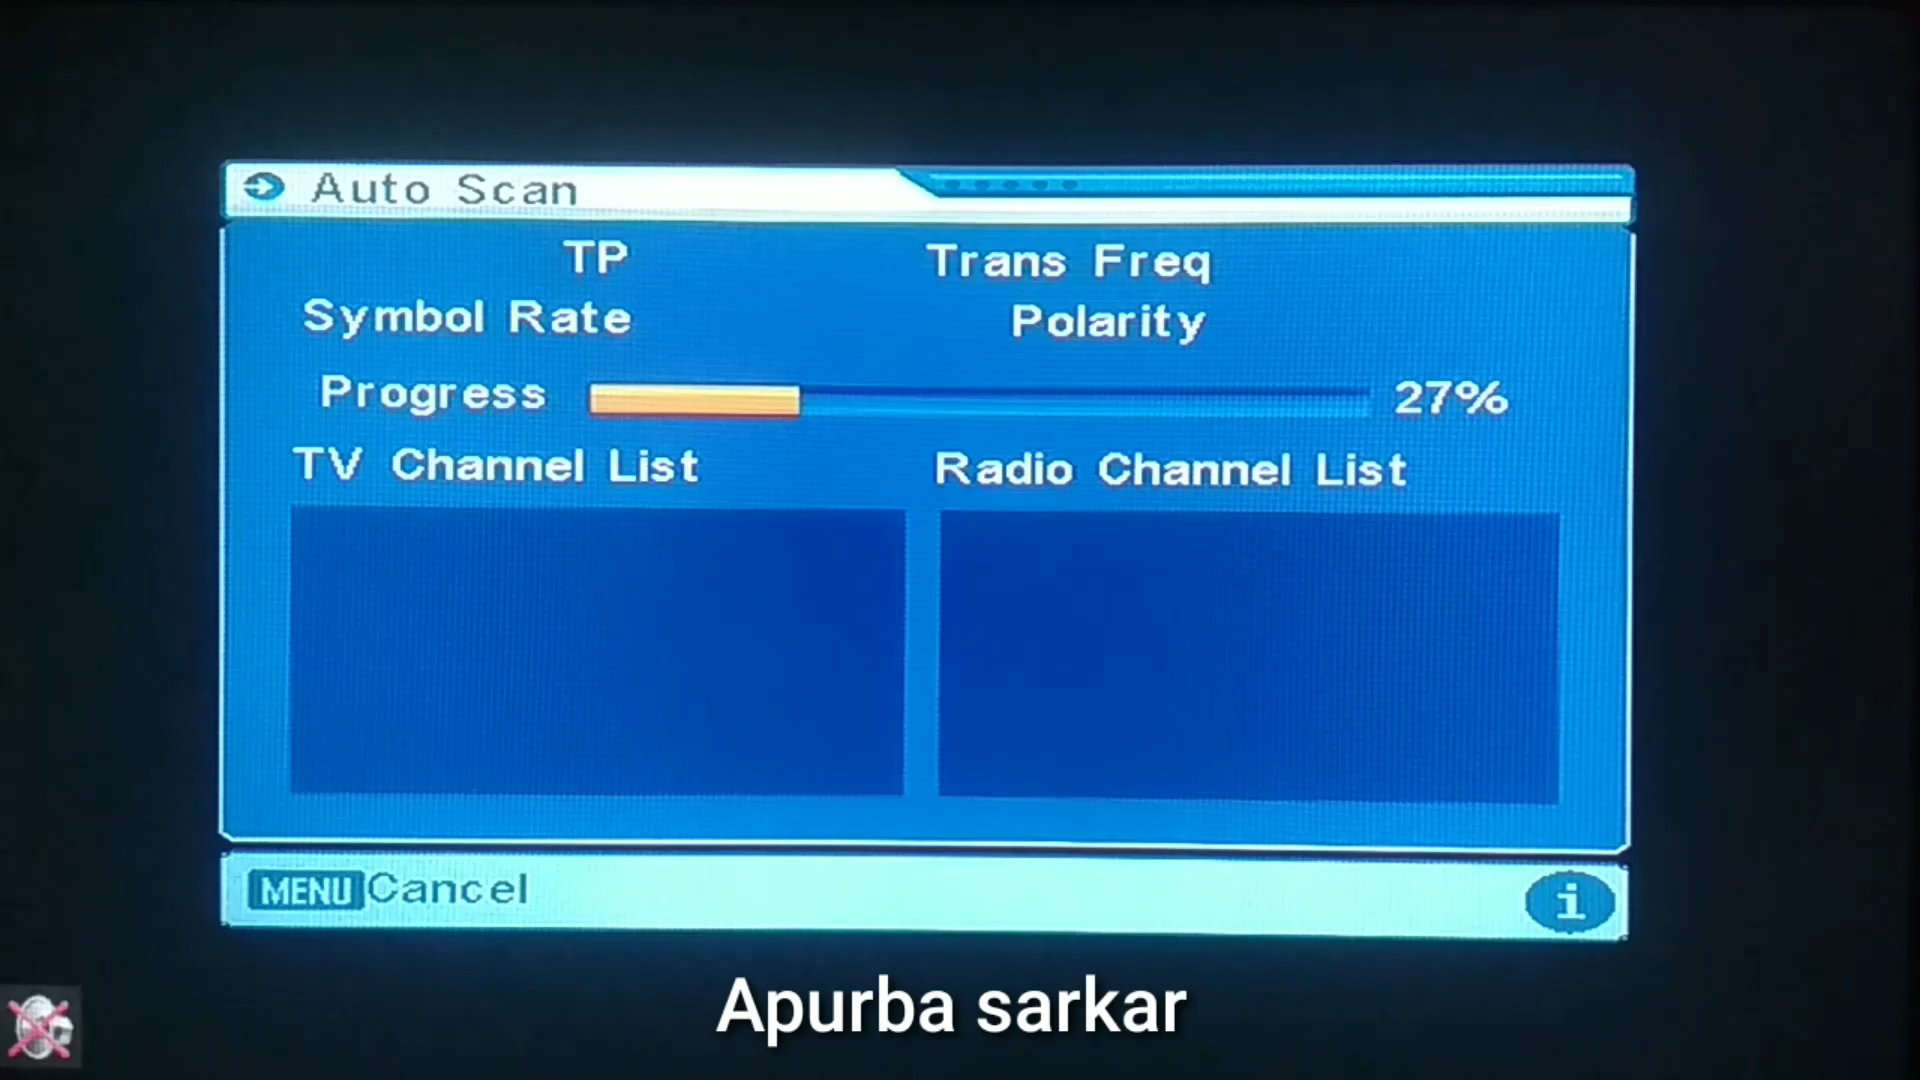 Auto Scan
TP Trans Freq
Symbol Rate Polarity
Progress 27%
TV Channel List Radio Channel List
MENU Cancel i
Apurba sarkar